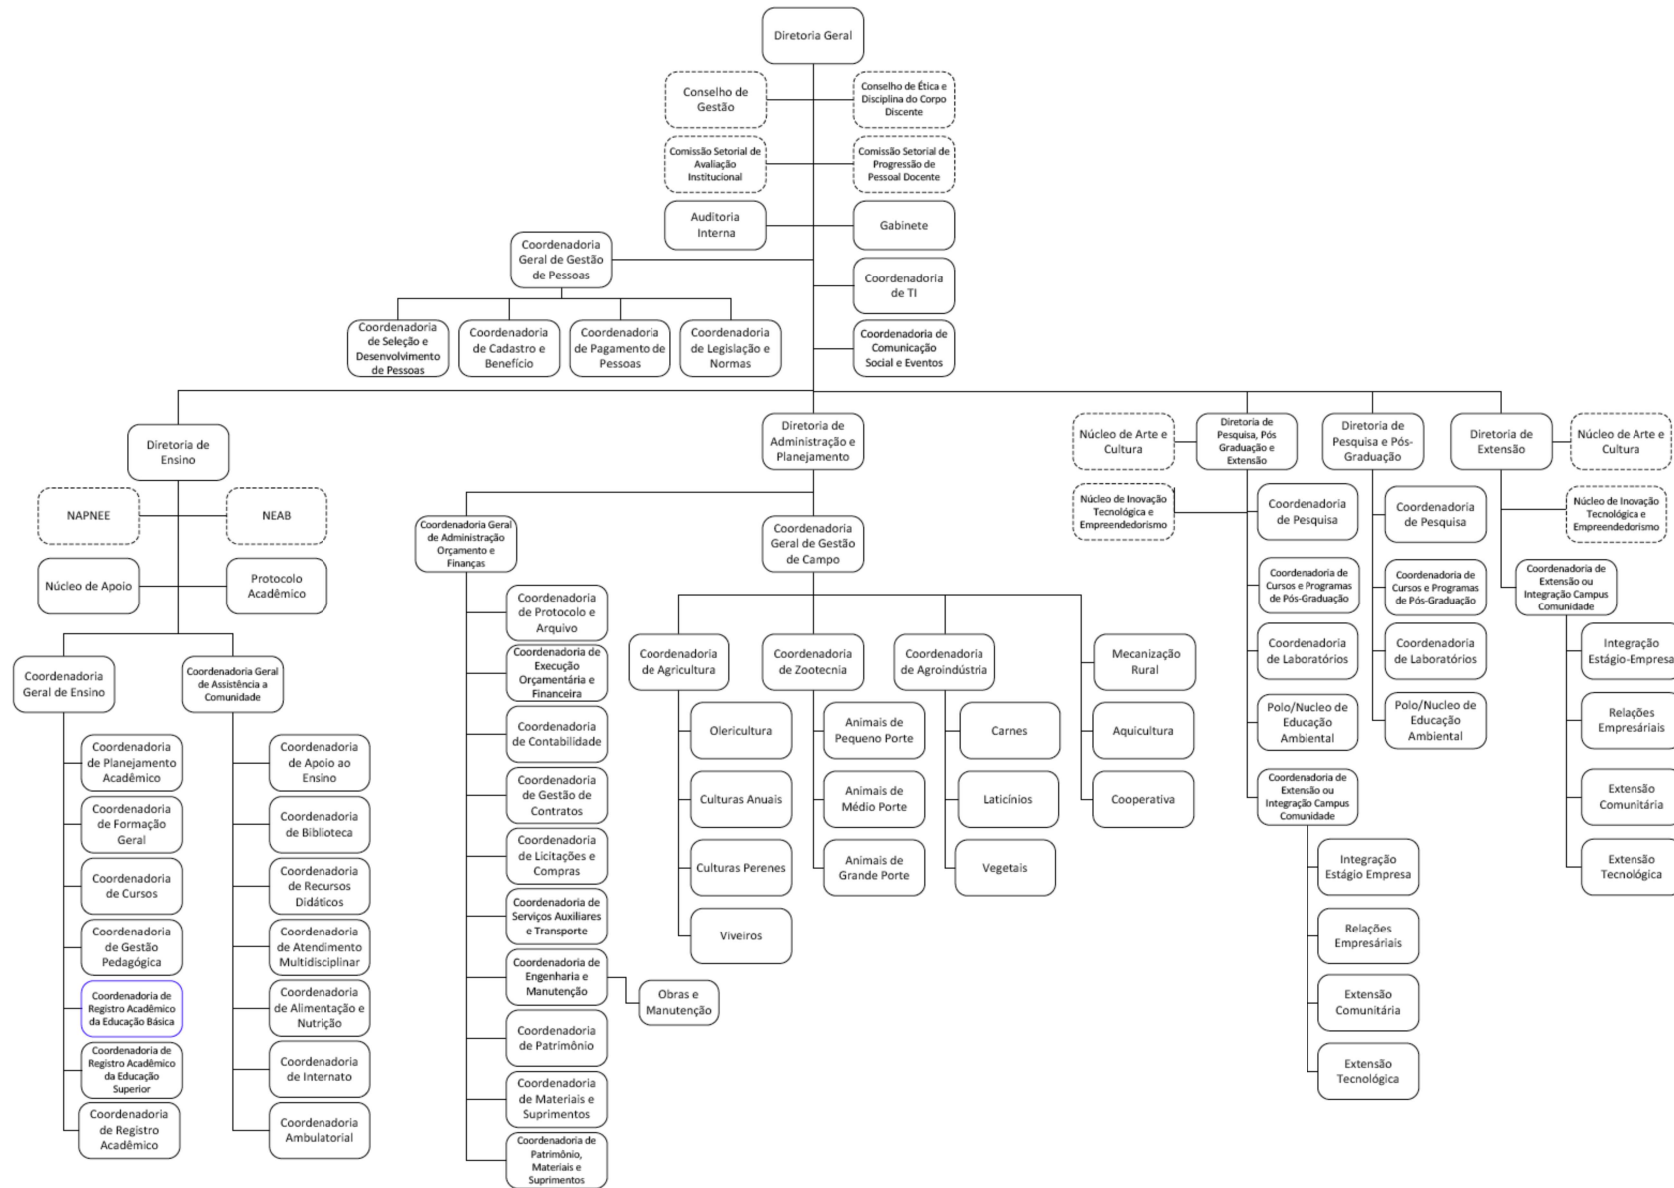 Diretoria Geral
Conselho de
Gestão
Conselho de Ética e
Disciplina do Corpo
Discente
Comissão Setorial de
Avaliação
Institucional
Comissão Setorial de
Progressão de
Pessoal Docente
Auditoria
Interna
Gabinete
Coordenadoria
Geral de Gestão
de Pessoas
Coordenadoria
de TI
Coordenadoria
de Seleção e
Desenvolvimento
de Pessoas
Coordenadoria
de Cadastro e
Benefício
Coordenadoria
de Pagamento de
Pessoas
Coordenadoria
de Legislação e
Normas
Coordenadoria de
Comunicação
Social e Eventos
Diretoria de
Ensino
NAPNEE
NEAB
Núcleo de Apoio
Protocolo
Acadêmico
Coordenadoria
Geral de Ensino
Coordenadoria Geral
de Assistência a
Comunidade
Coordenadoria
de Planejamento
Acadêmico
Coordenadoria
de Formação
Geral
Coordenadoria
de Cursos
Coordenadoria
de Gestão
Pedagógica
Coordenadoria de
Registro Acadêmico
da Educação Básica
Coordenadoria de
Registro Acadêmico
da Educação
Superior
Coordenadoria
de Registro
Acadêmico
Coordenadoria
de Apoio ao
Ensino
Coordenadoria
de Biblioteca
Coordenadoria
de Recursos
Didáticos
Coordenadoria
de Atendimento
Multidisciplinar
Coordenadoria
de Alimentação e
Nutrição
Coordenadoria
de Internato
Coordenadoria
Ambulatorial
Diretoria de
Administração e
Planejamento
Coordenadoria Geral
de Administração
Orçamento e
Finanças
Coordenadoria
de Protocolo e
Arquivo
Coordenadoria de
Execução
Orçamentária e
Financeira
Coordenadoria
de Contabilidade
Coordenadoria
de Gestão de
Contratos
Coordenadoria
de Licitações e
Compras
Coordenadoria de
Serviços Auxiliares
e Transporte
Coordenadoria de
Engenharia e
Manutenção
Obras e
Manutenção
Coordenadoria
de Patrimônio
Coordenadoria
de Materiais e
Suprimentos
Coordenadoria de
Patrimônio,
Materiais e
Suprimentos
Coordenadoria
Geral de Gestão
de Campo
Coordenadoria
de Agricultura
Olericultura
Culturas Anuais
Culturas Perenes
Viveiros
Coordenadoria
de Zootecnia
Animais de
Pequeno Porte
Animais de
Médio Porte
Animais de
Grande Porte
Coordenadoria
de Agroindústria
Carnes
Laticínios
Vegetais
Mecanização
Rural
Aquicultura
Cooperativa
Núcleo de Arte e
Cultura
Diretoria de
Pesquisa, Pós
Graduação e
Extensão
Núcleo de Inovação
Tecnológica e
Empreendedorismo
Coordenadoria
de Pesquisa
Coordenadoria de
Cursos e Programas
de Pós-Graduação
Coordenadoria
de Laboratórios
Polo/Nucleo de
Educação
Ambiental
Coordenadoria de
Extensão ou
Integração Campus
Comunidade
Integração
Estágio Empresa
Relações
Empresáriais
Extensão
Comunitária
Extensão
Tecnológica
Diretoria de
Pesquisa e Pós-
Graduação
Coordenadoria
de Pesquisa
Coordenadoria de
Cursos e Programas
de Pós-Graduação
Coordenadoria
de Laboratórios
Polo/Nucleo de
Educação
Ambiental
Diretoria de
Extensão
Núcleo de Arte e
Cultura
Núcleo de Inovação
Tecnológica e
Empreendedorismo
Coordenadoria de
Extensão ou
Integração Campus
Comunidade
Integração
Estágio-Empresa
Relações
Empresáriais
Extensão
Comunitária
Extensão
Tecnológica